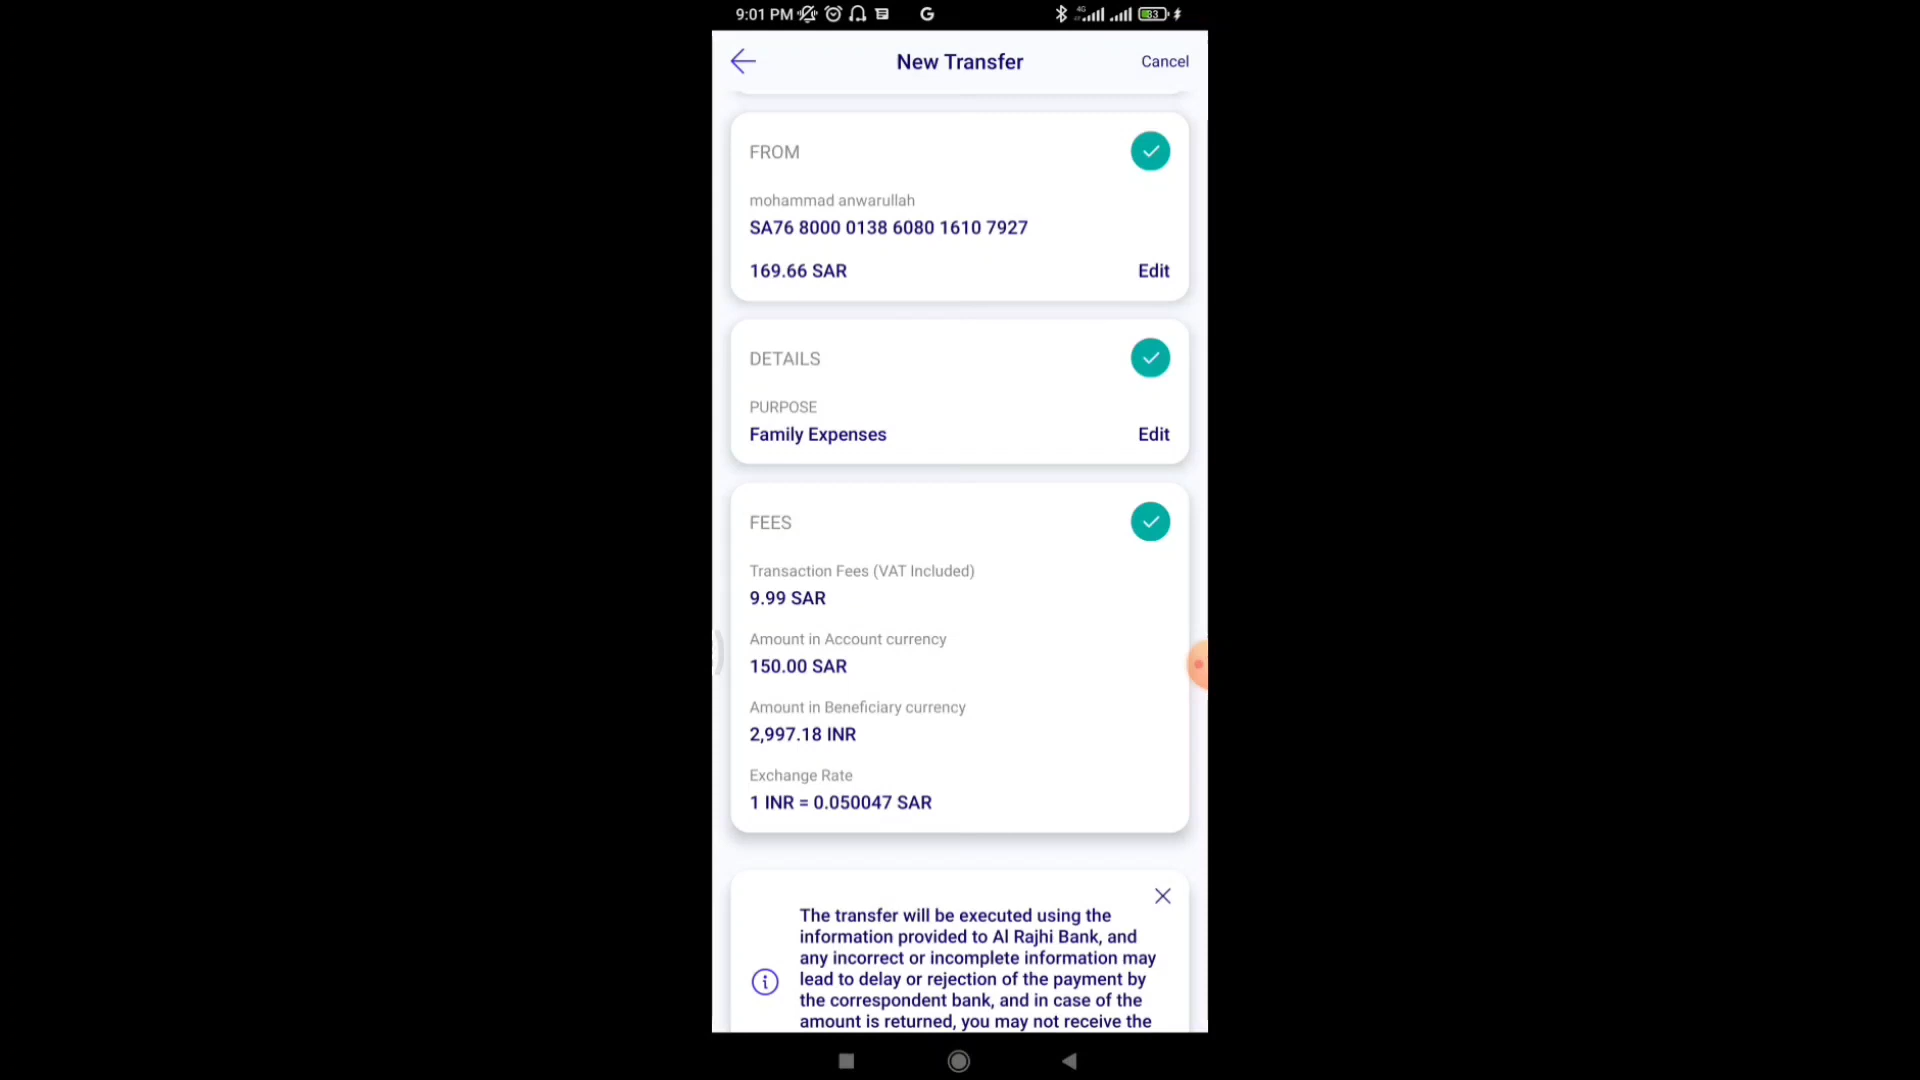 9:01 PM
4G
83
New Transfer
Cancel
FROM
mohammad anwarullah
SA76 8000 0138 6080 1610 7927
169.66 SAR
Edit
DETAILS
PURPOSE
Family Expenses
Edit
FEES
Transaction Fees (VAT Included)
9.99 SAR
Amount in Account currency
150.00 SAR
Amount in Beneficiary currency
2,997.18 INR
Exchange Rate
1 INR = 0.050047 SAR
The transfer will be executed using the
information provided to Al Rajhi Bank, and
any incorrect or incomplete information may
lead to delay or rejection of the payment by
the correspondent bank, and in case of the
amount is returned, you may not receive the